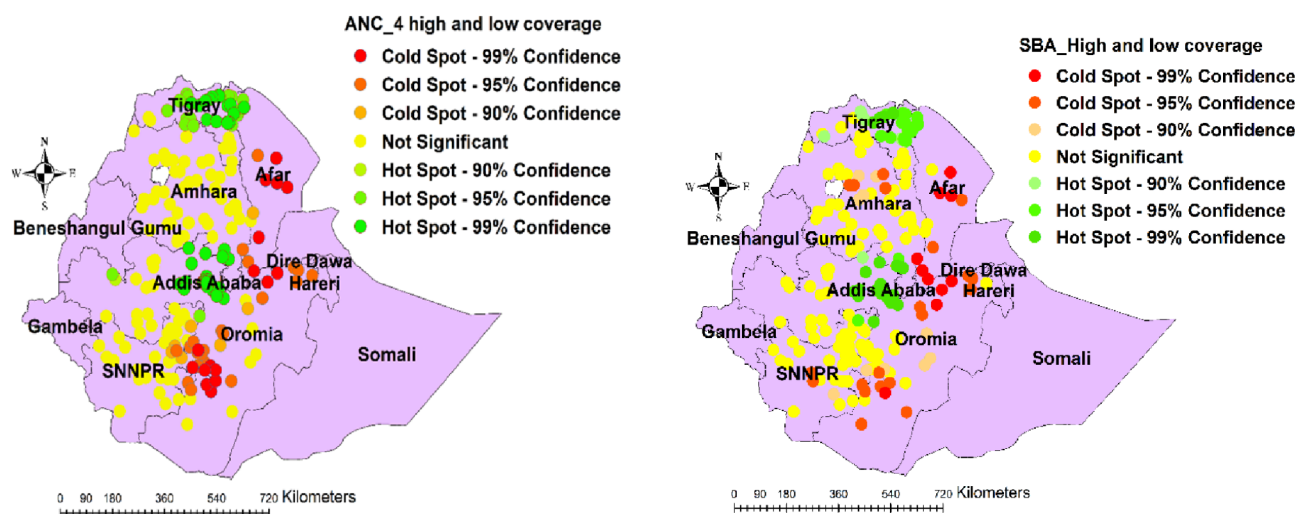 ANC_4 high and low coverage
Cold Spot - 99% Confidence
Cold Spot - 95% Confidence
Cold Spot - 90% Confidence
Not Significant
Hot Spot - 90% Confidence
Hot Spot - 95% Confidence
Hot Spot - 99% Confidence
N
W E
S
Tigray
Afar
Amhara
Beneshangul Gumu
Dire Dawa
Addis Ababa Hareri
Gambela
Oromia
Somali
SNNPR
0 90 180 360 540 720 Kilometers
SBA_High and low coverage
Cold Spot - 99% Confidence
Cold Spot - 95% Confidence
Cold Spot - 90% Confidence
Not Significant
Hot Spot - 90% Confidence
Hot Spot - 95% Confidence
Hot Spot - 99% Confidence
N
W E
S
Tigray
Afar
Amhara
Beneshangul Gumu
Dire Dawa
Addis Ababa Hareri
Gambela
Oromia
Somali
SNNPR
0 90 180 360 540 720 Kilometers